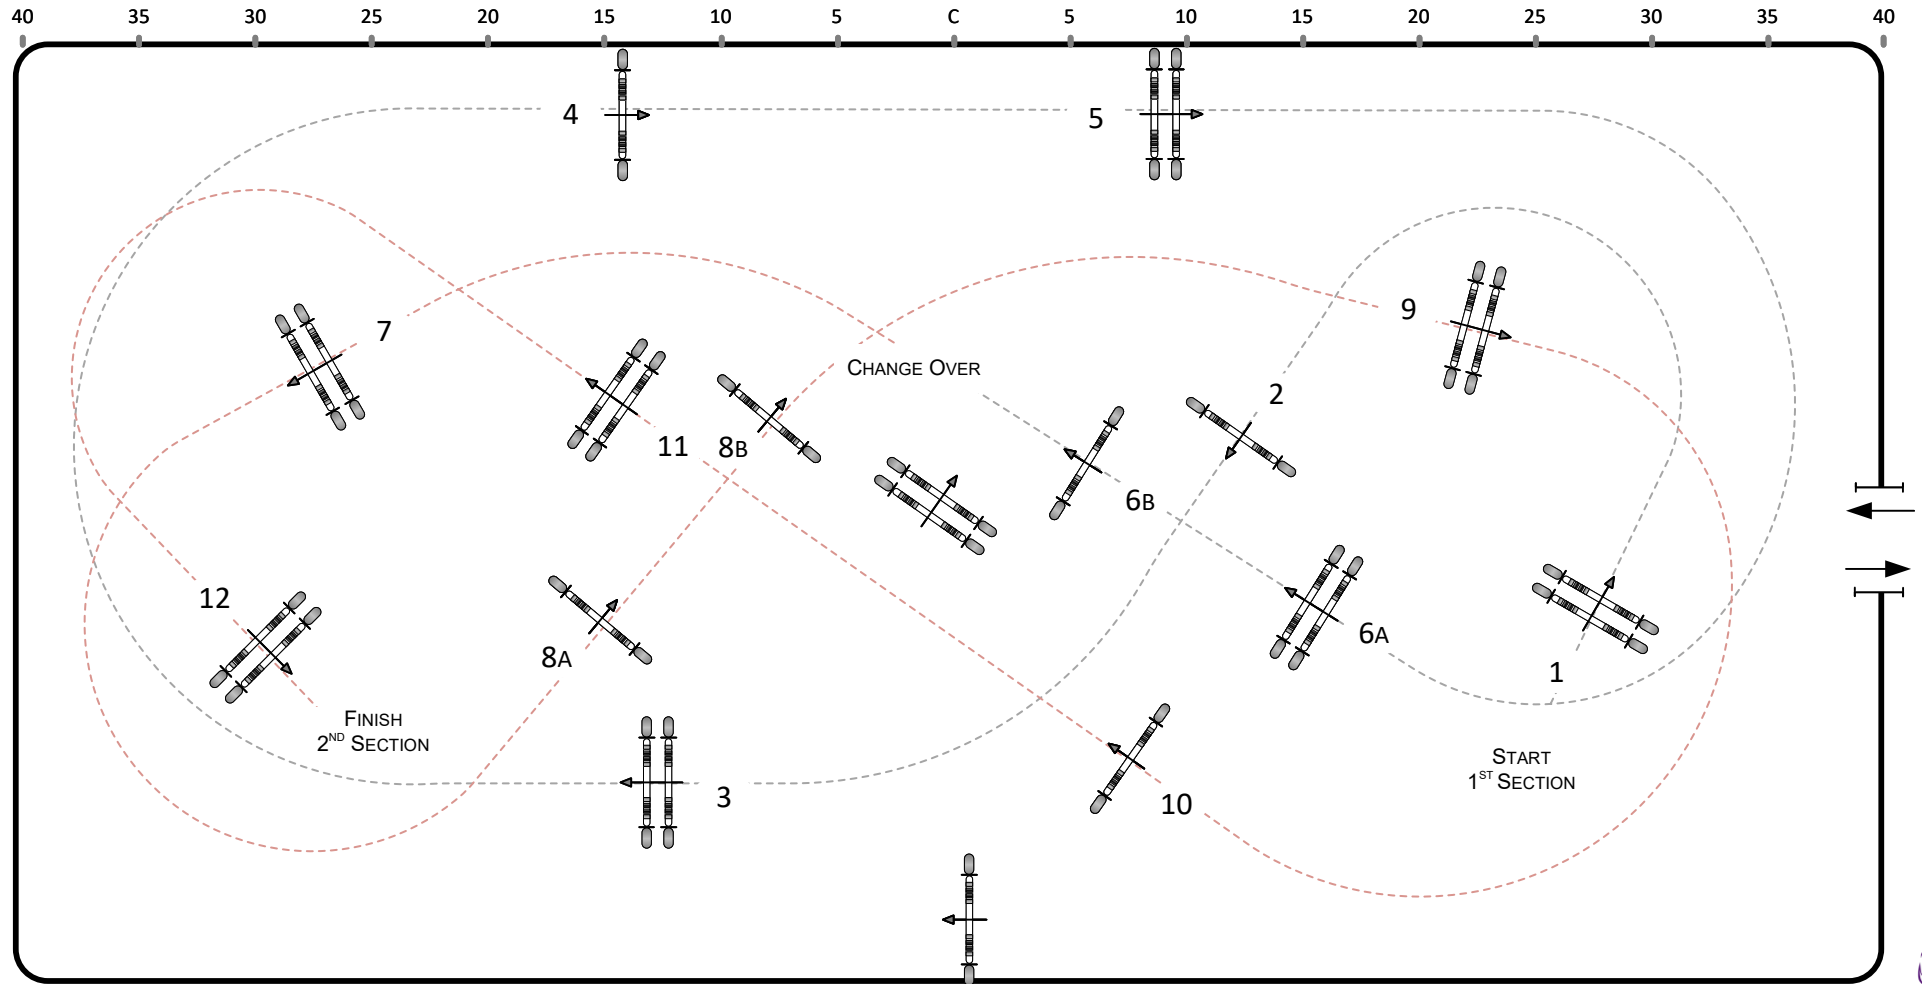 40 35 30 25 20 15 10 5 C 5 10 15 20 25 30 35 40
4
5
9
7
CHANGE OVER
2
11
8B
6B
12
6A
8A
1
FINISH
2ND SECTION
START
1ST SECTION
3
10